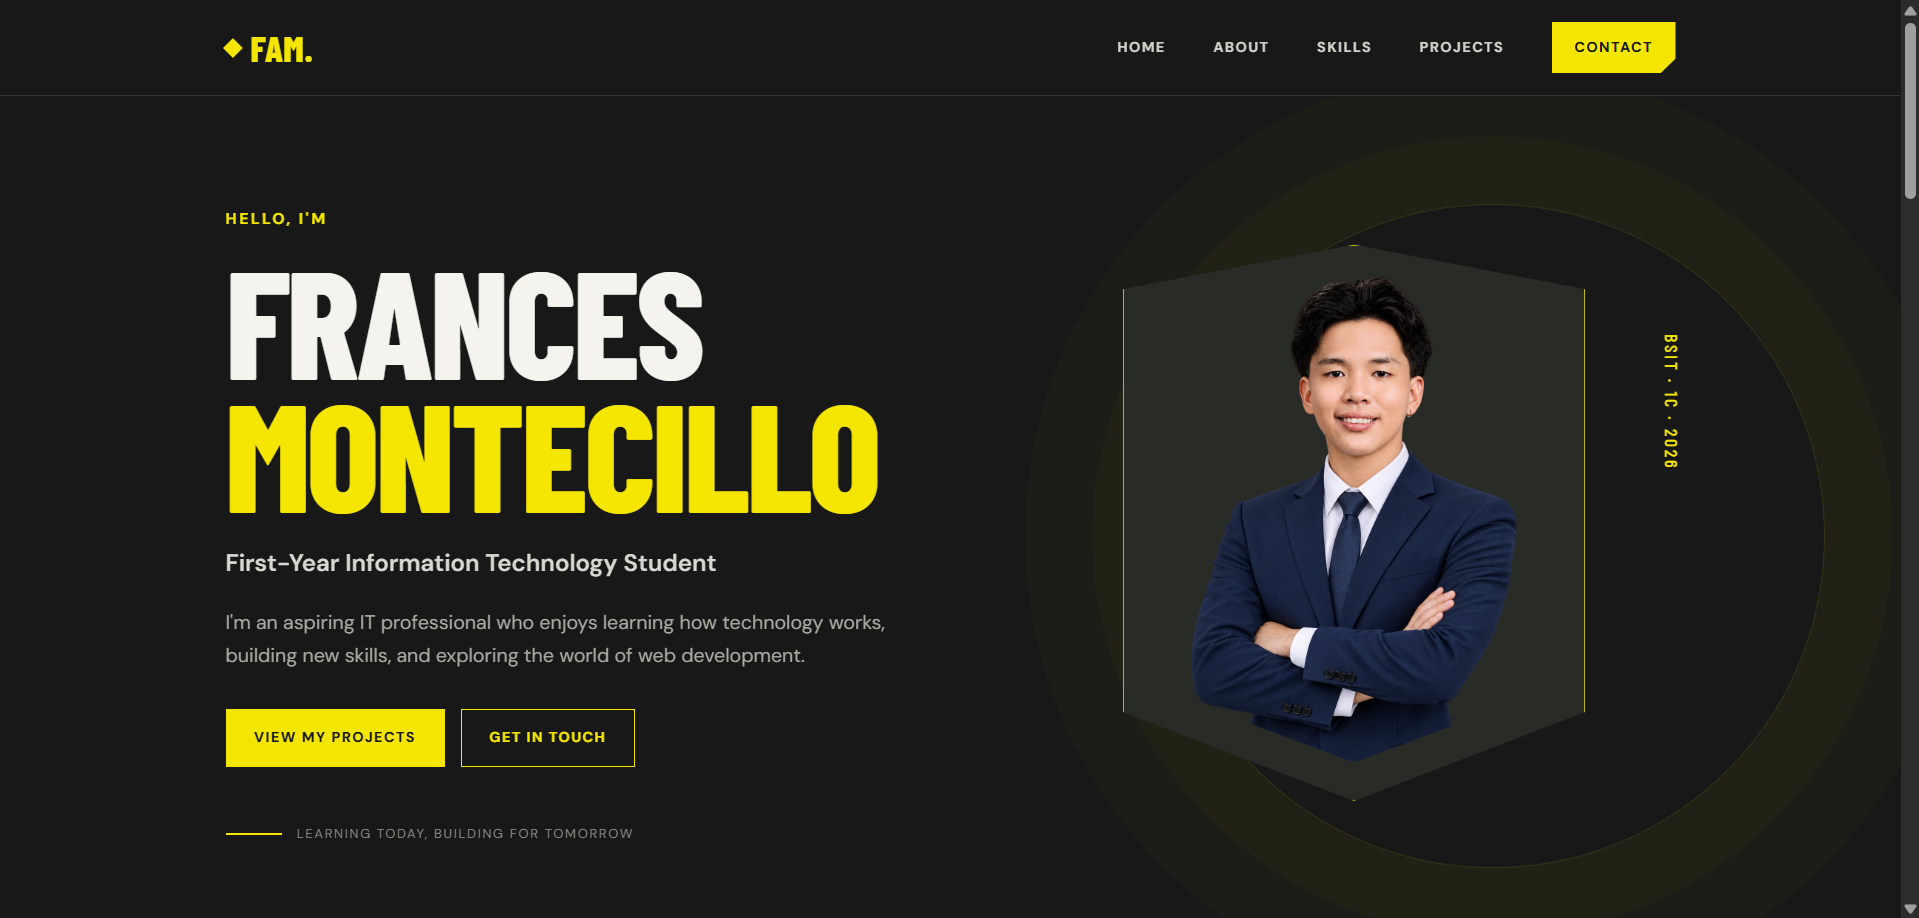 FAM.
HOME
ABOUT
SKILLS
PROJECTS
CONTACT
HELLO, I'M
FRANCES
MONTECILLO
First-Year Information Technology Student
I'm an aspiring IT professional who enjoys learning how technology works,
building new skills, and exploring the world of web development.
VIEW MY PROJECTS
GET IN TOUCH
LEARNING TODAY, BUILDING FOR TOMORROW
BSIT · 1C · 2026